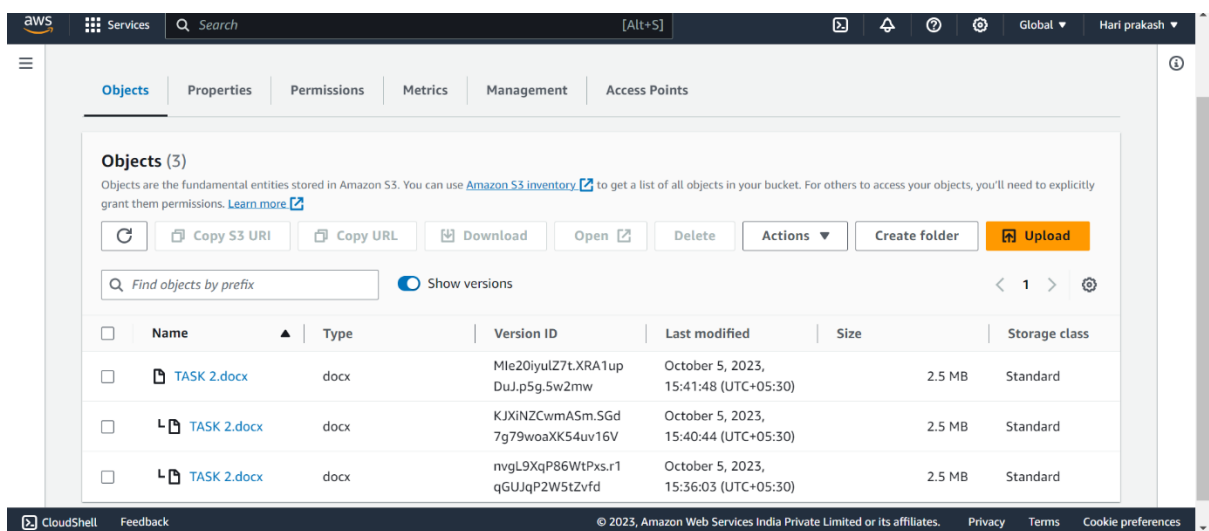 aws Services Search [Alt+S] Global Hari prakash
Objects Properties Permissions Metrics Management Access Points
Objects (3)
Objects are the fundamental entities stored in Amazon S3. You can use Amazon S3 inventory to get a list of all objects in your bucket. For others to access your objects, you'll need to explicitly
grant them permissions. Learn more
Copy S3 URI Copy URL Download Open Delete Actions Create folder Upload
Find objects by prefix Show versions 1
Name Type Version ID Last modified Size Storage class
TASK 2.docx docx MIe20iyulZ7t.XRA1up October 5, 2023, 2.5 MB Standard
DuJ.p5g.5w2mw 15:41:48 (UTC+05:30)
TASK 2.docx docx KJXiNZCwmASm.SGd October 5, 2023, 2.5 MB Standard
7g79woaXK54uv16V 15:40:44 (UTC+05:30)
TASK 2.docx docx nvgL9XqP86WtPxs.r1 October 5, 2023, 2.5 MB Standard
qGUJqP2W5tZvfd 15:36:03 (UTC+05:30)
CloudShell Feedback © 2023, Amazon Web Services India Private Limited or its affiliates. Privacy Terms Cookie preferences